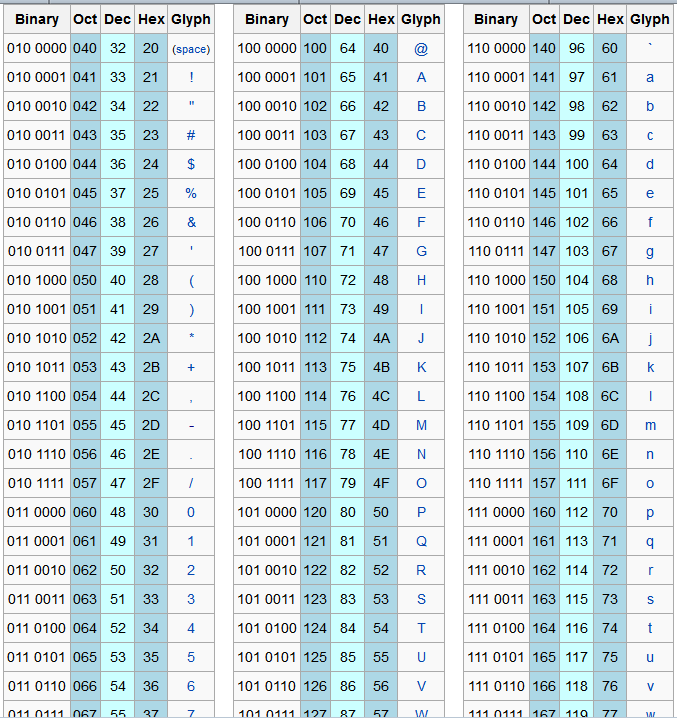 Binary Oct Dec Hex Glyph Binary Oct Dec Hex Glyph Binary Oct Dec Hex Glyph
010 0000 040 32 20 (space) 100 0000 100 64 40 @ 110 0000 140 96 60 `
010 0001 041 33 21 ! 100 0001 101 65 41 A 110 0001 141 97 61 a
010 0010 042 34 22 " 100 0010 102 66 42 B 110 0010 142 98 62 b
010 0011 043 35 23 # 100 0011 103 67 43 C 110 0011 143 99 63 c
010 0100 044 36 24 $ 100 0100 104 68 44 D 110 0100 144 100 64 d
010 0101 045 37 25 % 100 0101 105 69 45 E 110 0101 145 101 65 e
010 0110 046 38 26 & 100 0110 106 70 46 F 110 0110 146 102 66 f
010 0111 047 39 27 ' 100 0111 107 71 47 G 110 0111 147 103 67 g
010 1000 050 40 28 ( 100 1000 110 72 48 H 110 1000 150 104 68 h
010 1001 051 41 29 ) 100 1001 111 73 49 I 110 1001 151 105 69 i
010 1010 052 42 2A * 100 1010 112 74 4A J 110 1010 152 106 6A j
010 1011 053 43 2B + 100 1011 113 75 4B K 110 1011 153 107 6B k
010 1100 054 44 2C , 100 1100 114 76 4C L 110 1100 154 108 6C l
010 1101 055 45 2D - 100 1101 115 77 4D M 110 1101 155 109 6D m
010 1110 056 46 2E . 100 1110 116 78 4E N 110 1110 156 110 6E n
010 1111 057 47 2F / 100 1111 117 79 4F O 110 1111 157 111 6F o
011 0000 060 48 30 0 101 0000 120 80 50 P 111 0000 160 112 70 p
011 0001 061 49 31 1 101 0001 121 81 51 Q 111 0001 161 113 71 q
011 0010 062 50 32 2 101 0010 122 82 52 R 111 0010 162 114 72 r
011 0011 063 51 33 3 101 0011 123 83 53 S 111 0011 163 115 73 s
011 0100 064 52 34 4 101 0100 124 84 54 T 111 0100 164 116 74 t
011 0101 065 53 35 5 101 0101 125 85 55 U 111 0101 165 117 75 u
011 0110 066 54 36 6 101 0110 126 86 56 V 111 0110 166 118 76 v
011 0111 067 55 37 7 101 0111 127 87 57 W 111 0111 167 119 77 w